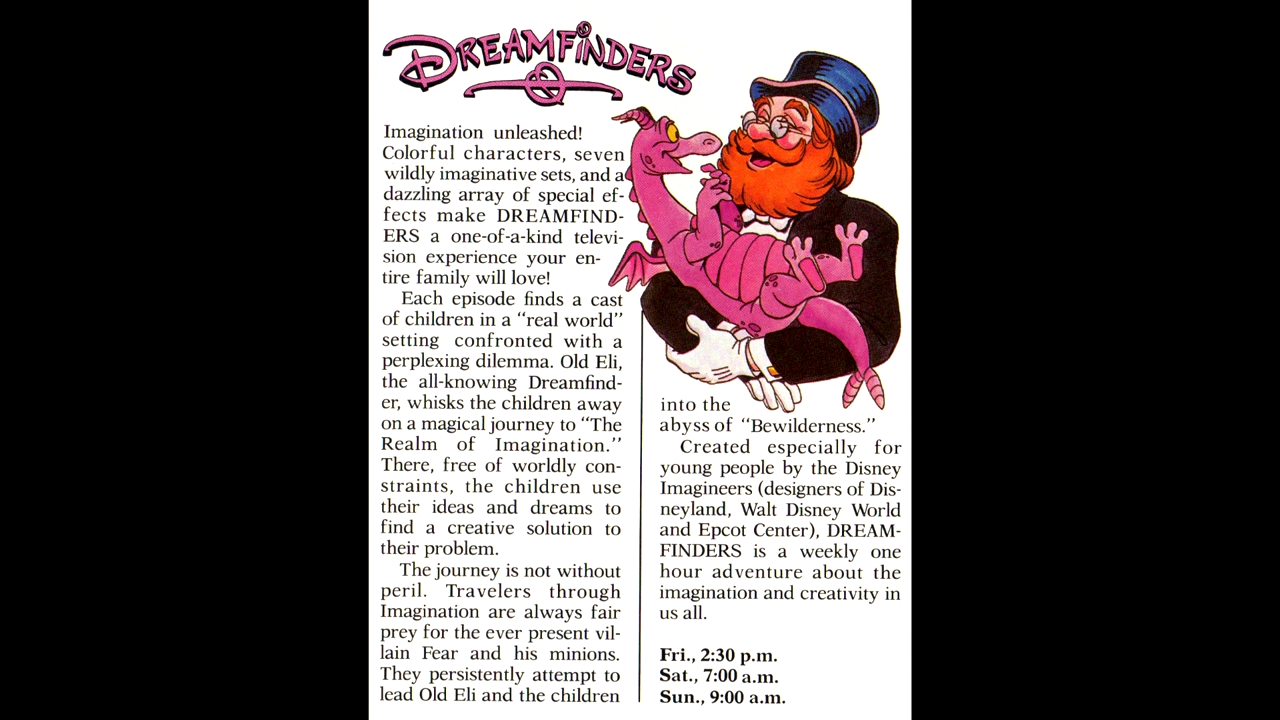 DREAMFINDERS
Imagination unleashed!
Colorful characters, seven
wildly imaginative sets, and a
dazzling array of special ef-
fects make DREAMFIND-
ERS a one-of-a-kind televi-
sion experience your en-
tire family will love!
Each episode finds a cast
of children in a “real world”
setting confronted with a
perplexing dilemma. Old Eli,
the all-knowing Dreamfind-
er, whisks the children away
on a magical journey to “The
Realm of Imagination.”
There, free of worldly con-
straints, the children use
their ideas and dreams to
find a creative solution to
their problem.
The journey is not without
peril. Travelers through
Imagination are always fair
prey for the ever present vil-
lain Fear and his minions.
They persistently attempt to
lead Old Eli and the children
into the
abyss of “Bewilderness.”
Created especially for
young people by the Disney
Imagineers (designers of Dis-
neyland, Walt Disney World
and Epcot Center), DREAM-
FINDERS is a weekly one
hour adventure about the
imagination and creativity in
us all.
Fri., 2:30 p.m.
Sat., 7:00 a.m.
Sun., 9:00 a.m.